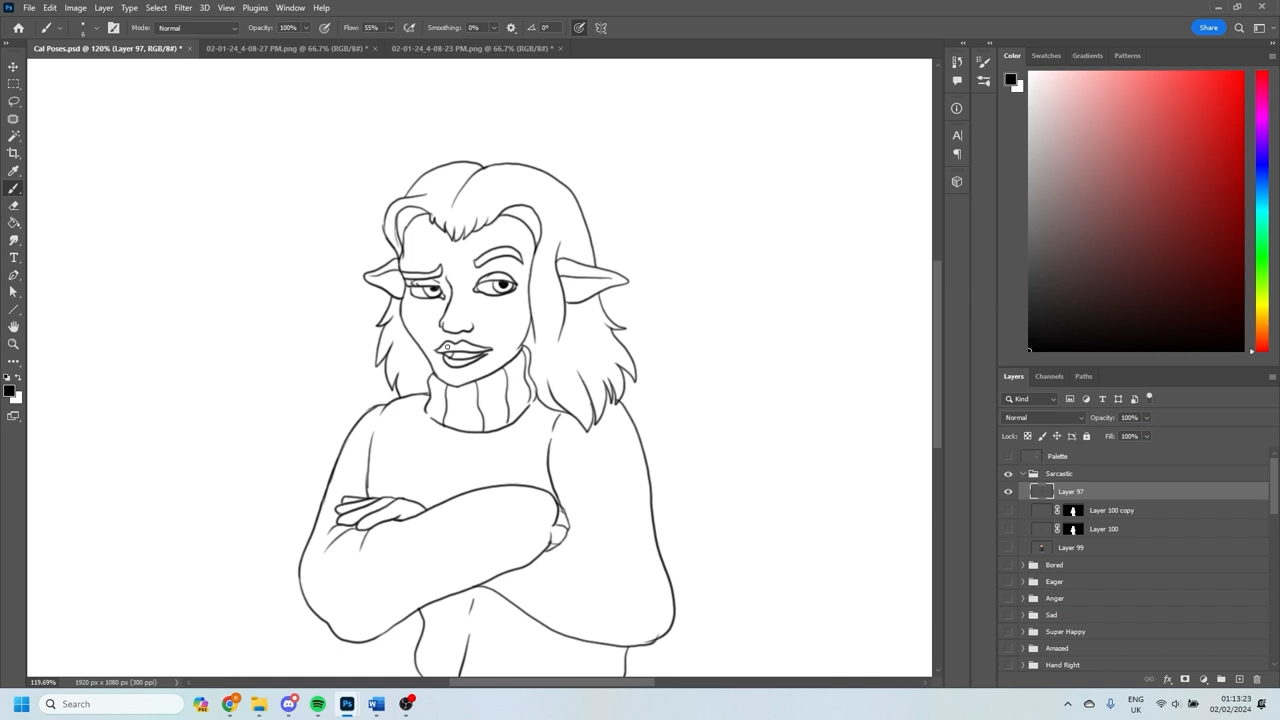 Ps File Edit Image Layer Type Select Filter 3D View Plugins Window Help
6 Mode: Normal Opacity: 100% Flow: 55% Smoothing: 0% 0° Share
Cal Poses.psd @ 120% (Layer 97, RGB/8#) * × 02-01-24_4-08-27 PM.png @ 66.7% (RGB/8#) * × 02-01-24_4-08-23 PM.png @ 66.7% (RGB/8#) * ×
Color Swatches Gradients Patterns
Layers Channels Paths
Kind
Normal Opacity: 100%
Lock: Fill: 100%
Palette
Sarcastic
Layer 97
Layer 100 copy
Layer 100
Layer 99
Bored
Eager
Anger
Sad
Super Happy
Amazed
Hand Right
119.69% 1920 px x 1080 px (300 ppi)
Search Ps W ENG UK 01:13:23 02/02/2024